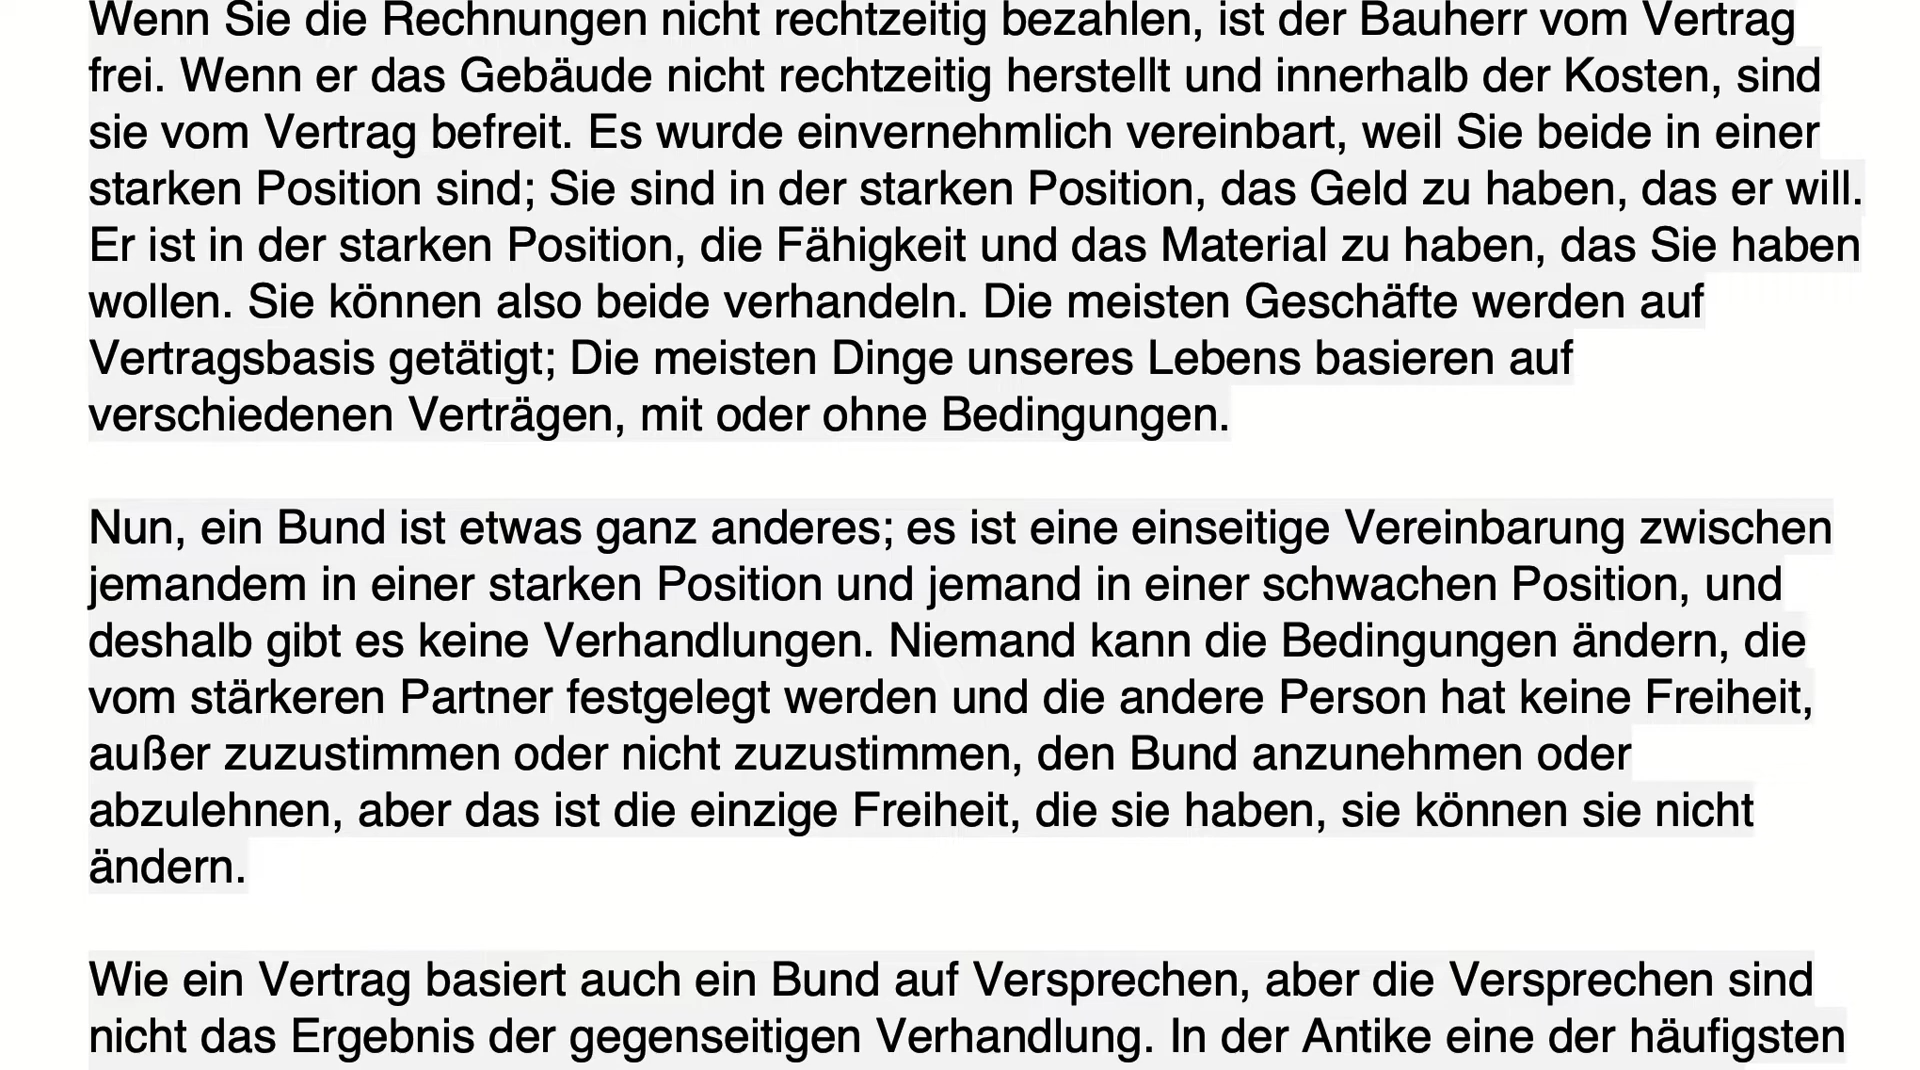 Wenn Sie die Rechnungen nicht rechtzeitig bezahlen, ist der Bauherr vom Vertrag
frei. Wenn er das Gebäude nicht rechtzeitig herstellt und innerhalb der Kosten, sind
sie vom Vertrag befreit. Es wurde einvernehmlich vereinbart, weil Sie beide in einer
starken Position sind; Sie sind in der starken Position, das Geld zu haben, das er will.
Er ist in der starken Position, die Fähigkeit und das Material zu haben, das Sie haben
wollen. Sie können also beide verhandeln. Die meisten Geschäfte werden auf
Vertragsbasis getätigt; Die meisten Dinge unseres Lebens basieren auf
verschiedenen Verträgen, mit oder ohne Bedingungen.
Nun, ein Bund ist etwas ganz anderes; es ist eine einseitige Vereinbarung zwischen
jemandem in einer starken Position und jemand in einer schwachen Position, und
deshalb gibt es keine Verhandlungen. Niemand kann die Bedingungen ändern, die
vom stärkeren Partner festgelegt werden und die andere Person hat keine Freiheit,
außer zuzustimmen oder nicht zuzustimmen, den Bund anzunehmen oder
abzulehnen, aber das ist die einzige Freiheit, die sie haben, sie können sie nicht
ändern.
Wie ein Vertrag basiert auch ein Bund auf Versprechen, aber die Versprechen sind
nicht das Ergebnis der gegenseitigen Verhandlung. In der Antike eine der häufigsten